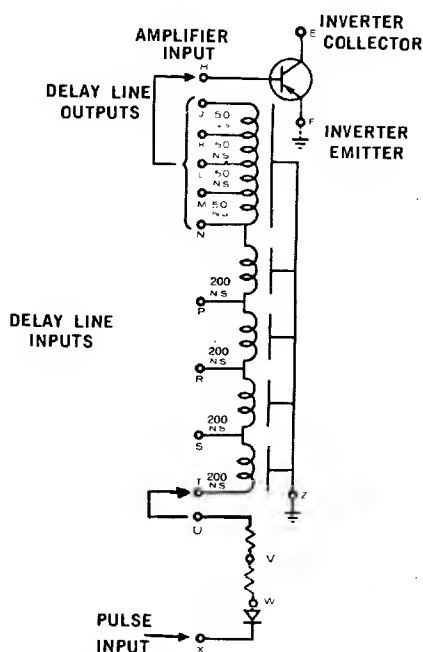 INVERTER
COLLECTOR
E
AMPLIFIER
INPUT
H
DELAY LINE
OUTPUTS
F
INVERTER
EMITTER
J
50
K
50
NS
L
50
NS
M
50
NS
N
200
NS
P
DELAY LINE
INPUTS
200
NS
R
200
NS
S
200
NS
T
Z
U
V
W
PULSE
INPUT
X